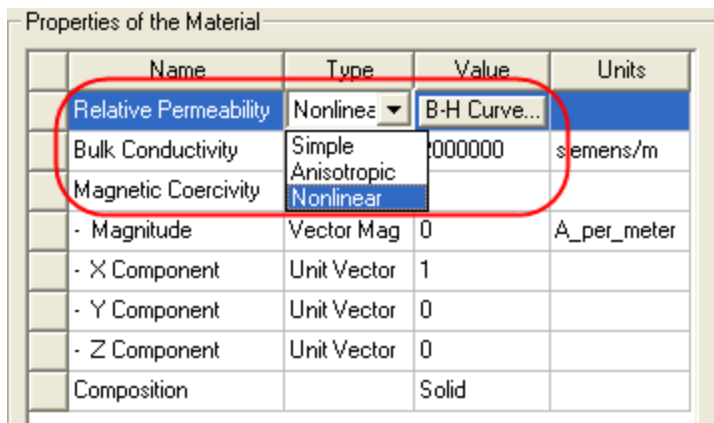 Properties of the Material
Name Type Value Units
Relative Permeability Nonlinea B-H Curve...
Bulk Conductivity Simple 2000000 siemens/m
Anisotropic
Magnetic Coercivity Nonlinear
- Magnitude Vector Mag 0 A_per_meter
- X Component Unit Vector 1
- Y Component Unit Vector 0
- Z Component Unit Vector 0
Composition Solid